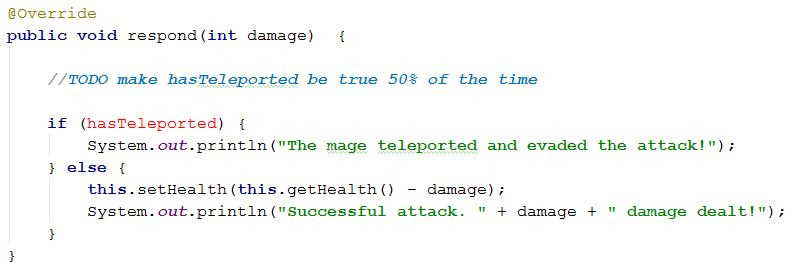 @Override
public void respond(int damage)  {
//TODO make hasTeleported be true 50% of the time
if (hasTeleported) {
System.out.println("The mage teleported and evaded the attack!");
} else {
this.setHealth(this.getHealth() - damage);
System.out.println("Successful attack. " + damage + " damage dealt!");
}
}